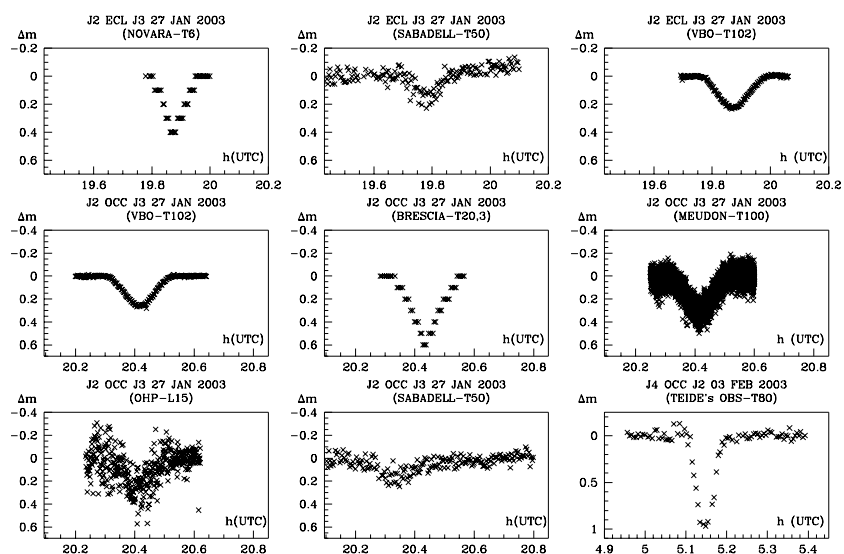 J2 ECL J3 27 JAN 2003
(NOVARA-T6)
Δm
-0.2
0
0.2
0.4
0.6
h(UTC)
19.6
19.8
20
20.2
J2 ECL J3 27 JAN 2003
(SABADELL-T50)
Δm
-0.2
0
0.2
0.4
0.6
h(UTC)
19.6
19.8
20
20.2
J2 ECL J3 27 JAN 2003
(VBO-T102)
Δm
-0.2
0
0.2
0.4
0.6
h (UTC)
19.6
19.8
20
20.2
J2 OCC J3 27 JAN 2003
(VBO-T102)
Δm
-0.4
-0.2
0
0.2
0.4
0.6
h(UTC)
20.2
20.4
20.6
20.8
J2 OCC J3 27 JAN 2003
(BRESCIA-T20,3)
Δm
-0.4
-0.2
0
0.2
0.4
0.6
h(UTC)
20.2
20.4
20.6
20.8
J2 OCC J3 27 JAN 2003
(MEUDON-T100)
Δm
-0.4
-0.2
0
0.2
0.4
0.6
h (UTC)
20.2
20.4
20.6
20.8
J2 OCC J3 27 JAN 2003
(OHP-L15)
Δm
-0.4
-0.2
0
0.2
0.4
0.6
h(UTC)
20.2
20.4
20.6
20.8
J2 OCC J3 27 JAN 2003
(SABADELL-T50)
Δm
-0.4
-0.2
0
0.2
0.4
0.6
h(UTC)
20.2
20.4
20.6
20.8
J4 OCC J2 03 FEB 2003
(TEIDE's OBS-T80)
Δm
0
0.5
1
h (UTC)
4.9
5
5.1
5.2
5.3
5.4